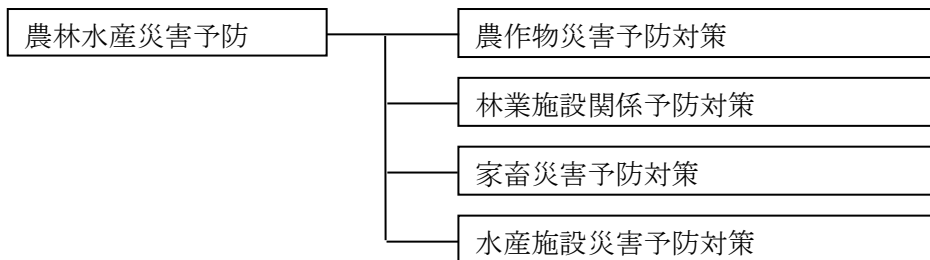 農林水産災害予防
農作物災害予防対策
林業施設関係予防対策
家畜災害予防対策
水産施設災害予防対策